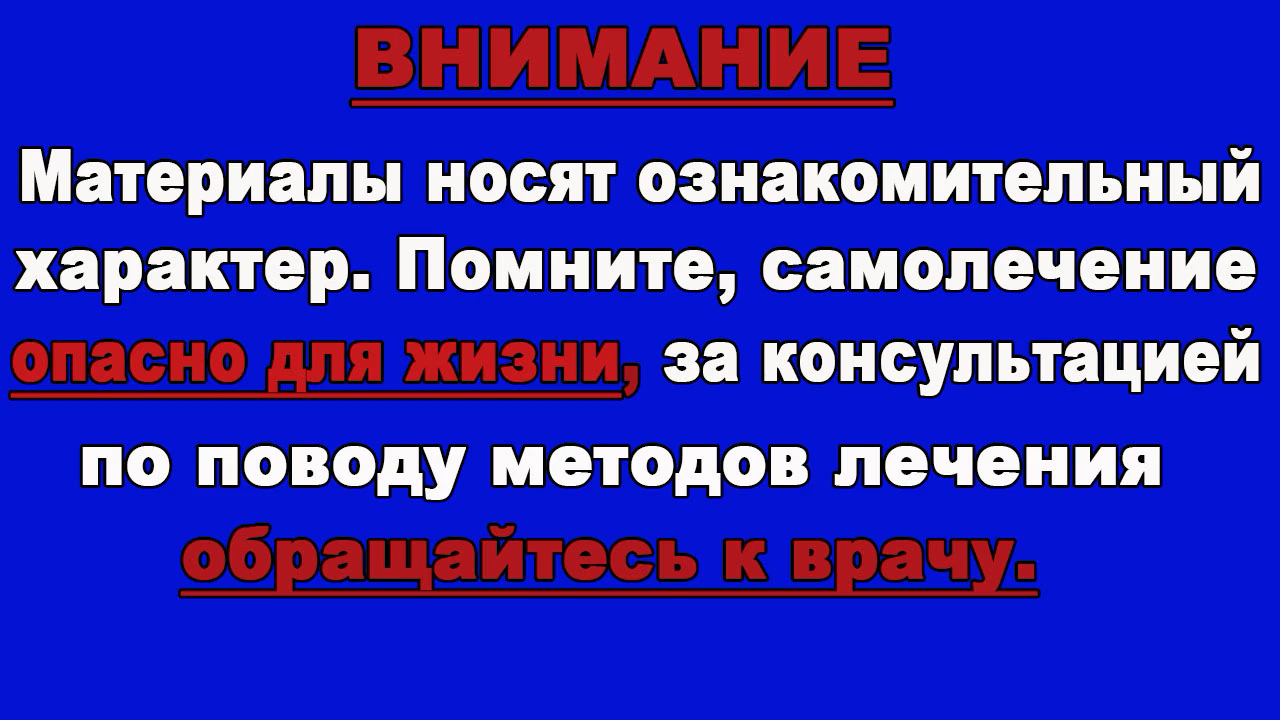 ВНИМАНИЕ
Материалы носят ознакомительный
характер. Помните, самолечение
опасно для жизни, за консультацией
по поводу методов лечения
обращайтесь к врачу.